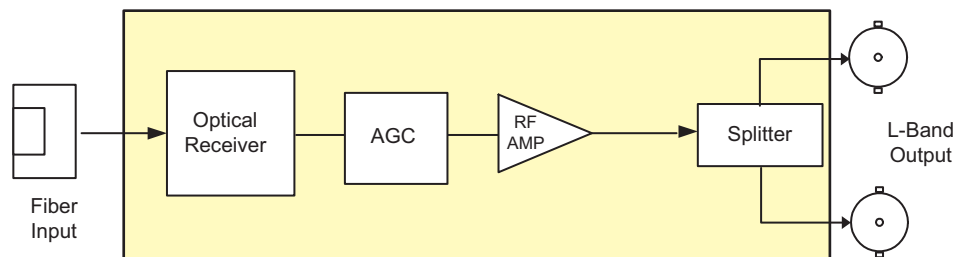 Fiber
Input
Optical
Receiver
AGC
RF
AMP
Splitter
L-Band
Output